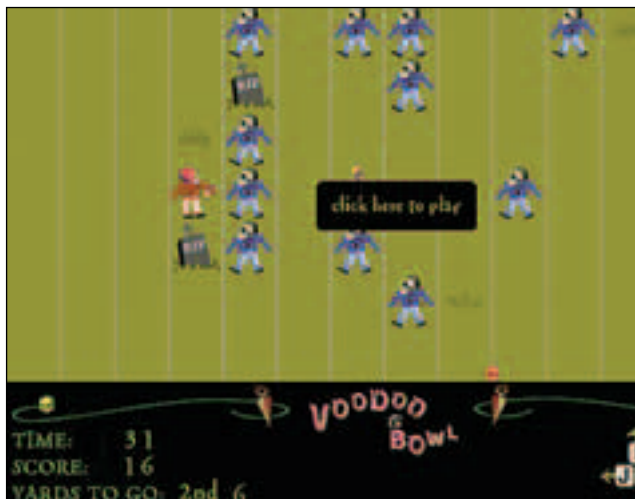 click here to play
VOODOO
BOWL
TIME: 31
SCORE: 16
YARDS TO GO: 2nd 6
J